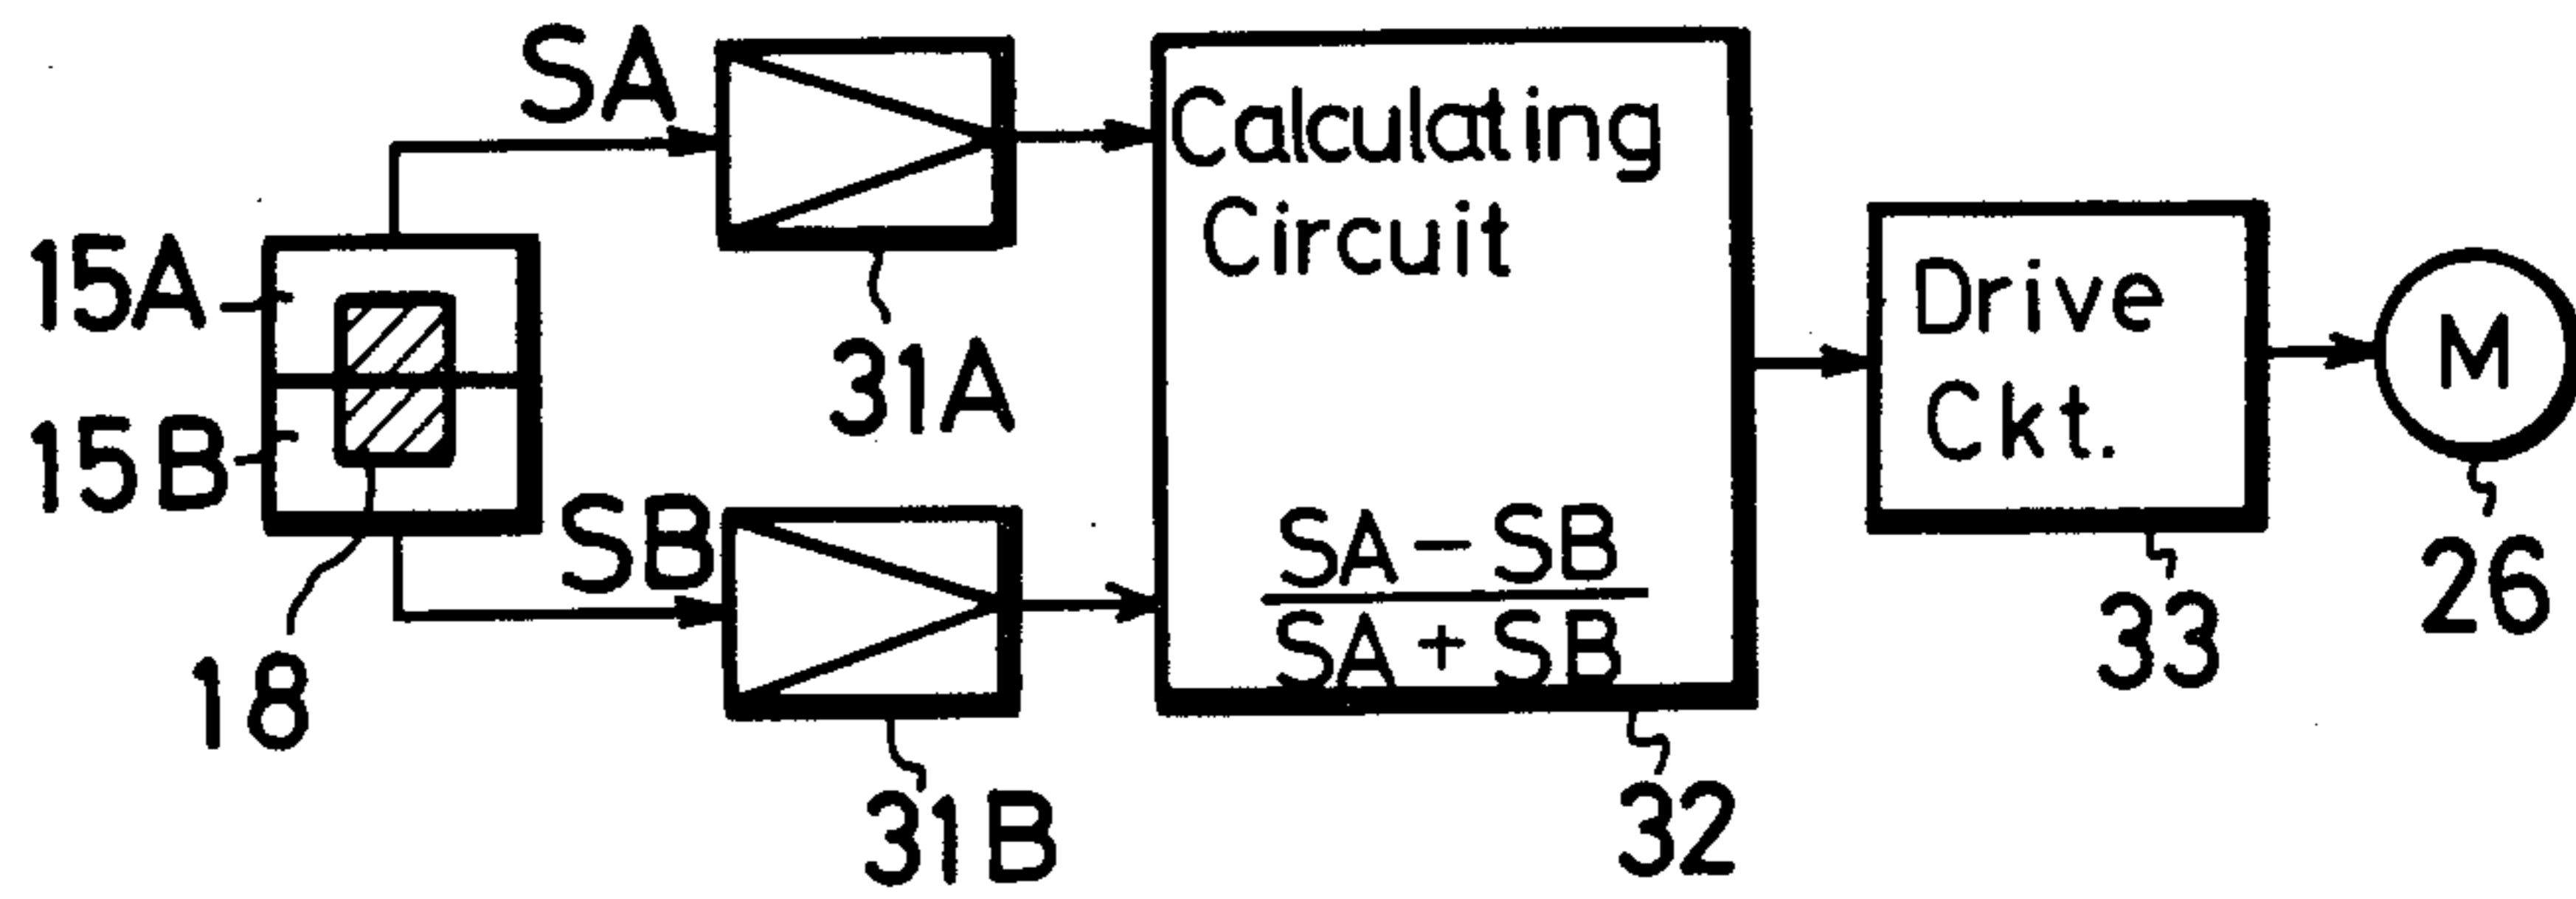 SA
15A
15B
18
SB
31A
31B
Calculating
Circuit
SA - SB
SA + SB
32
Drive
Ckt.
33
M
26